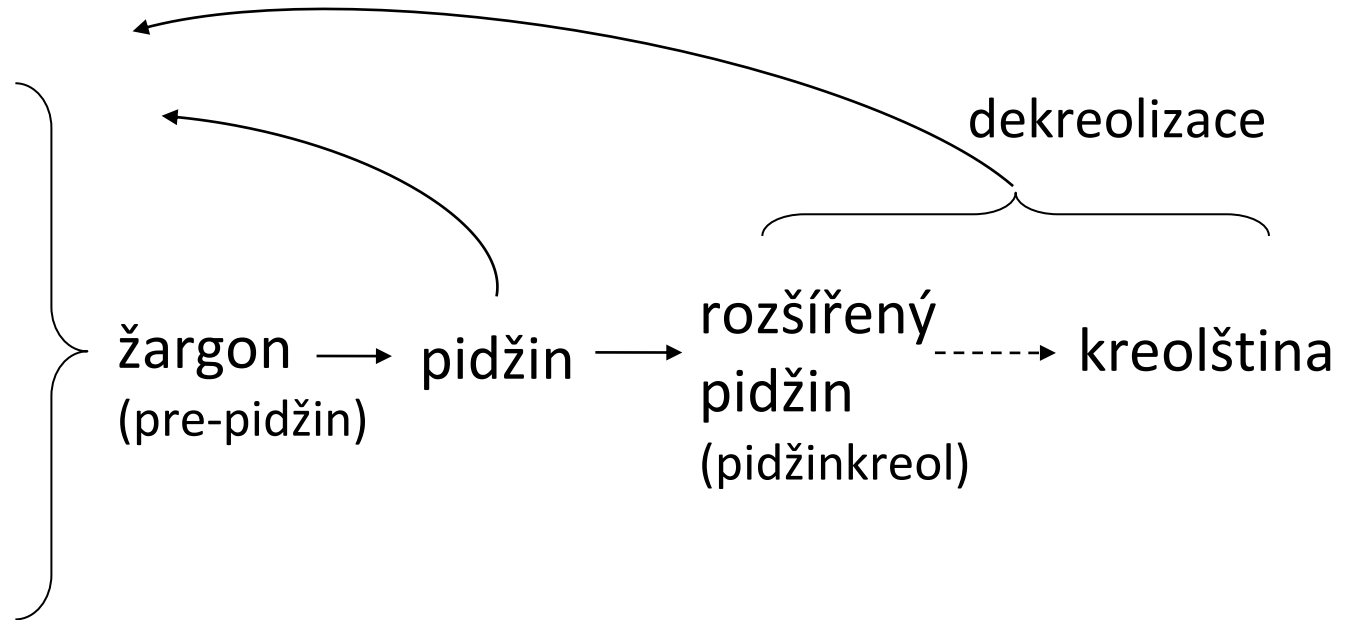 dekreolizace
žargon
(pre-pidžin)
pidžin
rozšířený
pidžin
(pidžinkreol)
kreolština